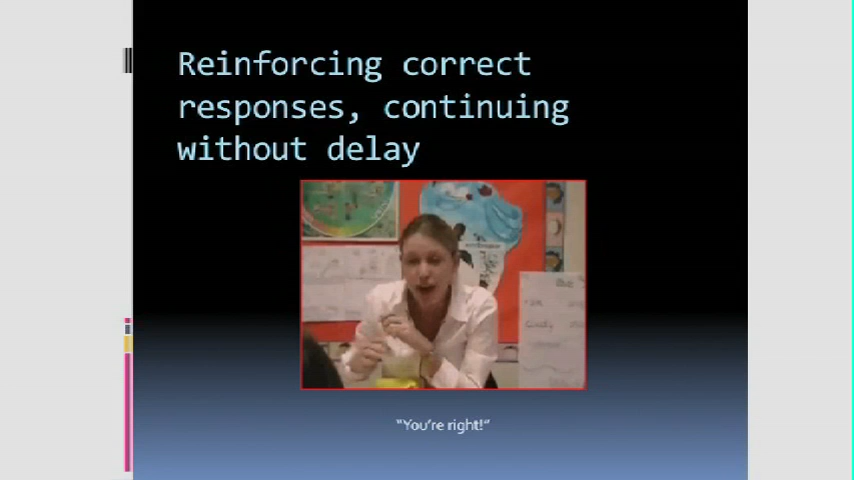 Reinforcing correct
responses, continuing
without delay
"You're right!"